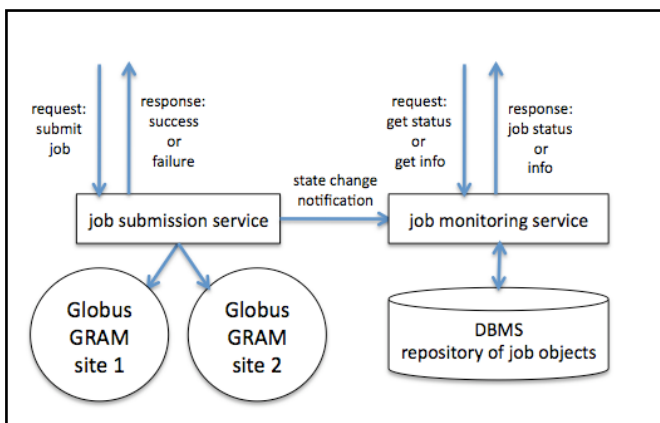 request:
submit
job
response:
success
or
failure
request:
get status
or
get info
response:
job status
or
info
state change
notification
job submission service
job monitoring service
Globus
GRAM
site 1
Globus
GRAM
site 2
DBMS
repository of job objects